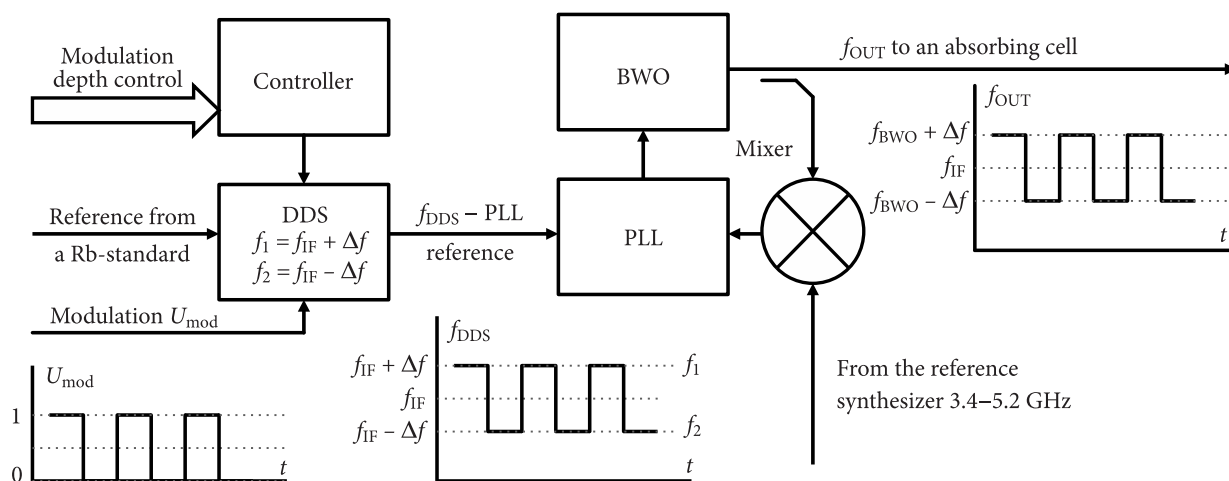 Modulation
depth control
Controller
BWO
f_OUT to an absorbing cell
Mixer
f_OUT
f_BWO + Δf
f_IF
f_BWO – Δf
t
Reference from
a Rb-standard
DDS
f_1 = f_IF + Δf
f_2 = f_IF – Δf
f_DDS – PLL
reference
PLL
Modulation U_mod
U_mod
1
0
t
f_DDS
f_IF + Δf
f_1
f_IF
f_IF – Δf
f_2
t
From the reference
synthesizer 3.4–5.2 GHz